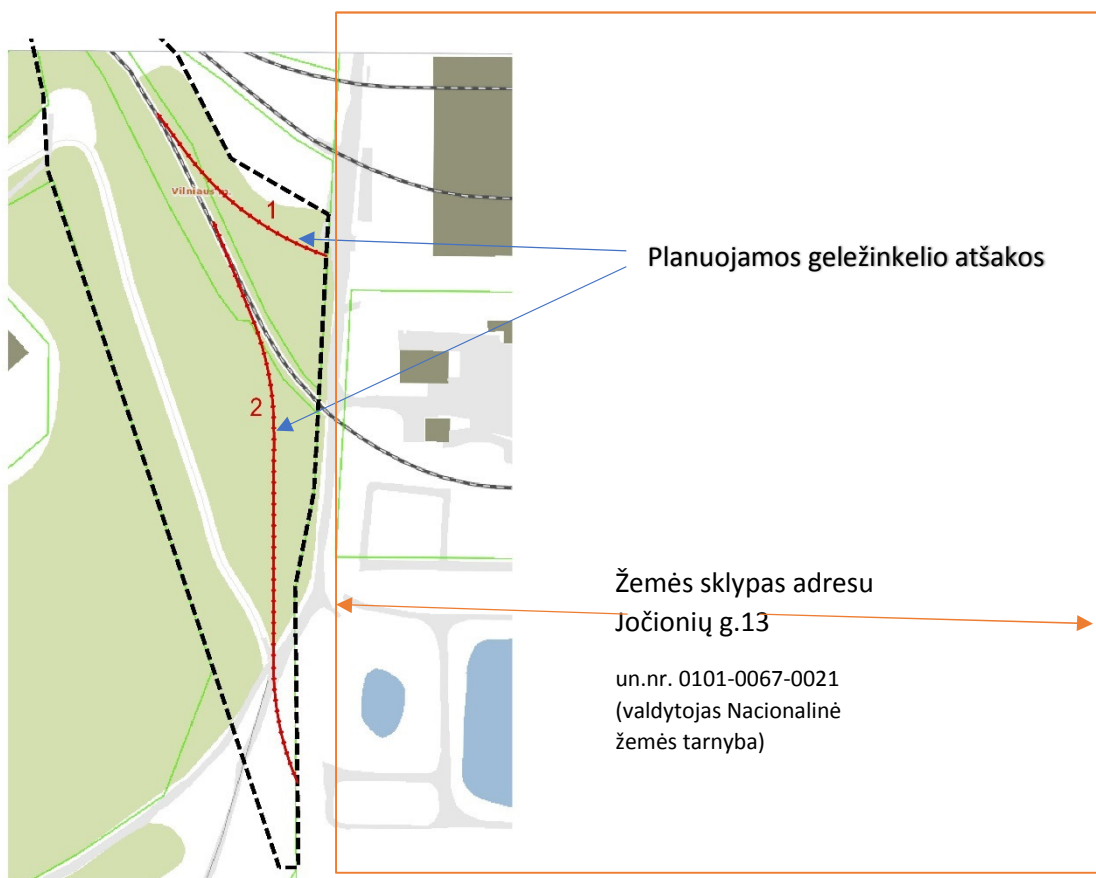 Vilniaus m.
1
Planuojamos geležinkelio atšakos
2
Žemės sklypas adresu
Jočionių g.13
un.nr. 0101-0067-0021
(valdytojas Nacionalinė
žemės tarnyba)